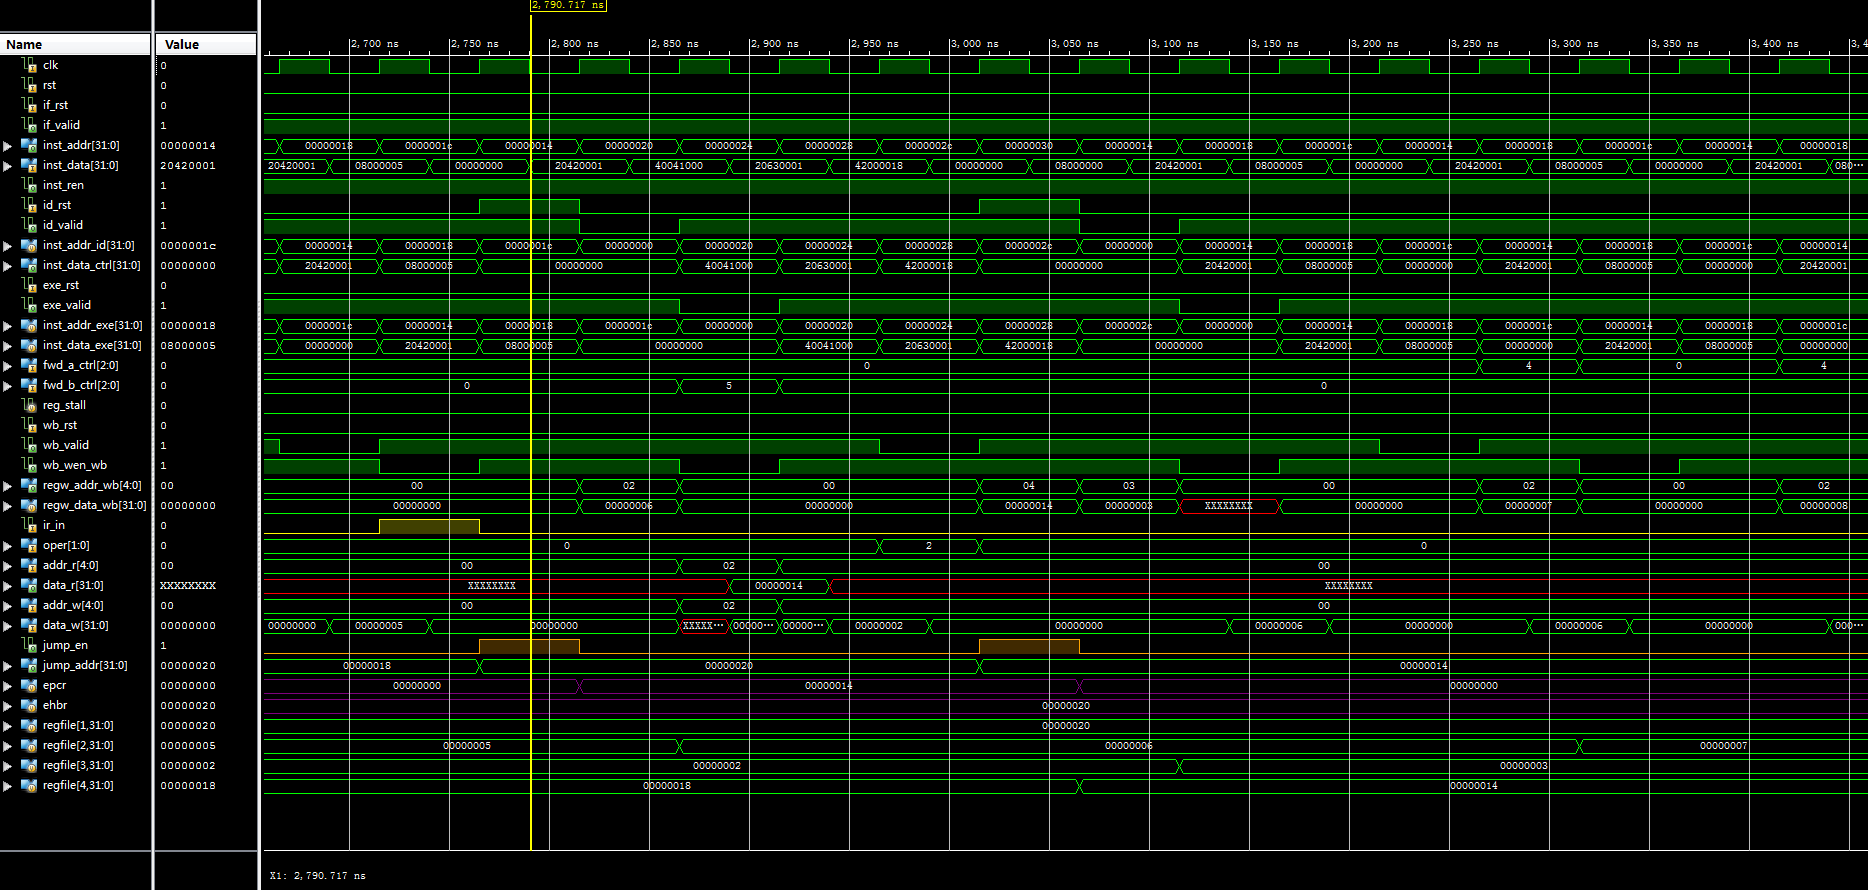 2,790.717 ns
Name Value 2,700 ns 2,750 ns 2,800 ns 2,850 ns 2,900 ns 2,950 ns 3,000 ns 3,050 ns 3,100 ns 3,150 ns 3,200 ns 3,250 ns 3,300 ns 3,350 ns 3,400 ns 3,4
clk 0
rst 0
if_rst 0
if_valid 1
inst_addr[31:0] 00000014 00000018 0000001c 00000014 00000020 00000024 00000028 0000002c 00000030 00000014 00000018 0000001c 00000014 00000018 0000001c 00000014 00000018
inst_data[31:0] 20420001 20420001 08000005 00000000 20420001 40041000 20630001 42000018 00000000 08000005 20420001 08000005 00000000 20420001 08000005 00000000 20420001 080···
inst_ren 1
id_rst 1
id_valid 1
inst_addr_id[31:0] 0000001c 00000014 00000018 0000001c 00000000 00000020 00000024 00000028 0000002c 00000000 00000014 00000018 0000001c 00000014 00000018 0000001c 00000014
inst_data_ctrl[31:0] 00000000 20420001 08000005 00000000 40041000 20630001 42000018 00000000 20420001 08000005 00000000 20420001 08000005 00000000 20420001
exe_rst 0
exe_valid 1
inst_addr_exe[31:0] 00000018 0000001c 00000014 00000018 0000001c 00000000 00000020 00000024 00000028 0000002c 00000000 00000014 00000018 0000001c 00000014 00000018 0000001c
inst_data_exe[31:0] 08000005 00000000 20420001 08000005 00000000 40041000 20630001 42000018 00000000 20420001 08000005 00000000 20420001 08000005 00000000
fwd_a_ctrl[2:0] 0 0 4 0 4
fwd_b_ctrl[2:0] 0 0 5 0
reg_stall 0
wb_rst 0
wb_valid 1
wb_wen_wb 1
regw_addr_wb[4:0] 00 00 02 00 04 03 00 02 00 02
regw_data_wb[31:0] 00000000 00000000 00000006 00000000 00000014 00000003 XXXXXXXX 00000000 00000007 00000000 00000008
ir_in 0
oper[1:0] 0 0 2 0
addr_r[4:0] 00 00 02 00
data_r[31:0] XXXXXXXX XXXXXXXX 00000014 XXXXXXXX
addr_w[4:0] 00 00 02 00
data_w[31:0] 00000000 00000000 00000005 00000000 XXXXX··· 00000··· 00000··· 00000002 00000000 00000006 00000000 00000006 00000000 000···
jump_en 1
jump_addr[31:0] 00000020 00000018 00000020 00000014
epcr 00000000 00000000 00000014 00000000
ehbr 00000020 00000020
regfile[1,31:0] 00000020 00000020
regfile[2,31:0] 00000005 00000005 00000006 00000007
regfile[3,31:0] 00000002 00000002 00000003
regfile[4,31:0] 00000018 00000018 00000014
X1: 2,790.717 ns